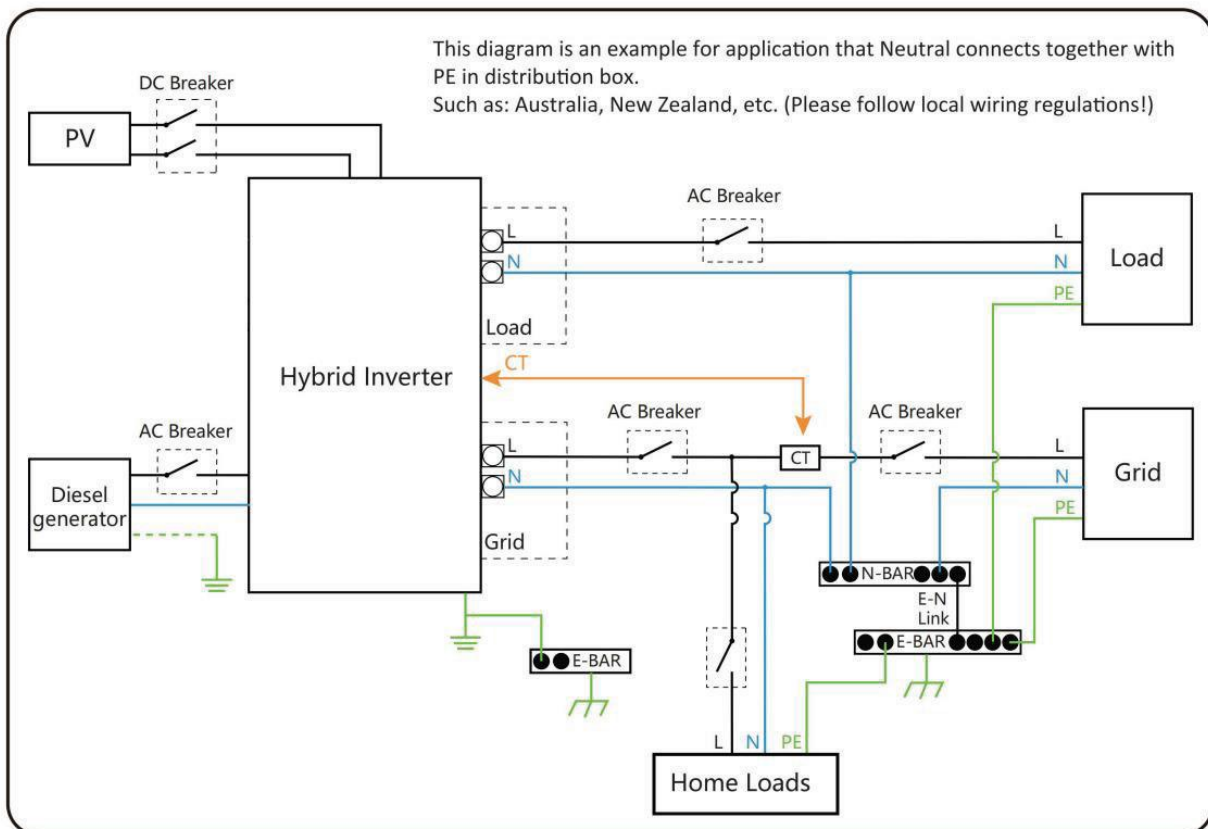 This diagram is an example for application that Neutral connects together with
PE in distribution box.
Such as: Australia, New Zealand, etc. (Please follow local wiring regulations!)
DC Breaker
PV
AC Breaker
L
L
N
N
Load
PE
Load
CT
Hybrid Inverter
AC Breaker
AC Breaker
AC Breaker
L
L
CT
N
N
Grid
Diesel
generator
PE
Grid
N-BAR
E-N
Link
E-BAR
E-BAR
L
N
PE
Home Loads